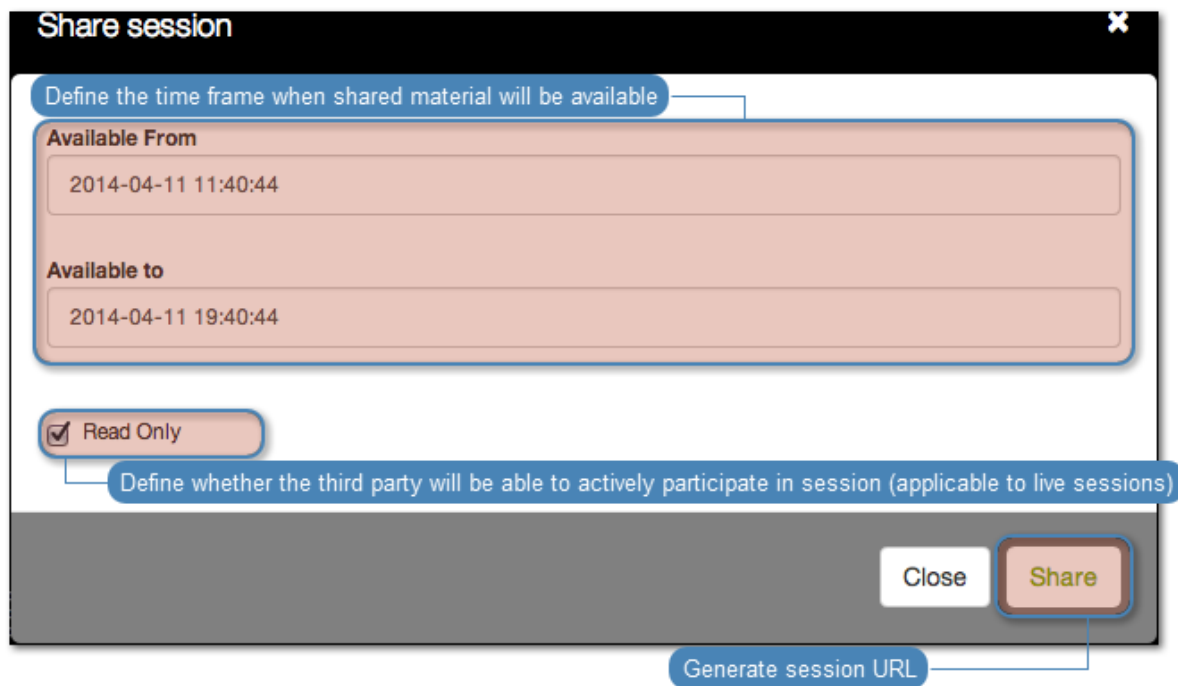 Share session
Define the time frame when shared material will be available
Available From
2014-04-11 11:40:44
Available to
2014-04-11 19:40:44
Read Only
Define whether the third party will be able to actively participate in session (applicable to live sessions)
Close
Share
Generate session URL